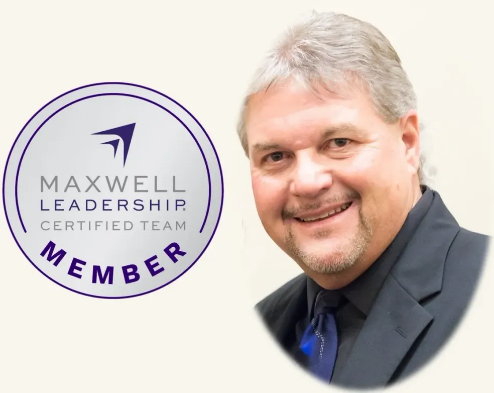 MAXWELL
LEADERSHIP.
CERTIFIED TEAM
MEMBER